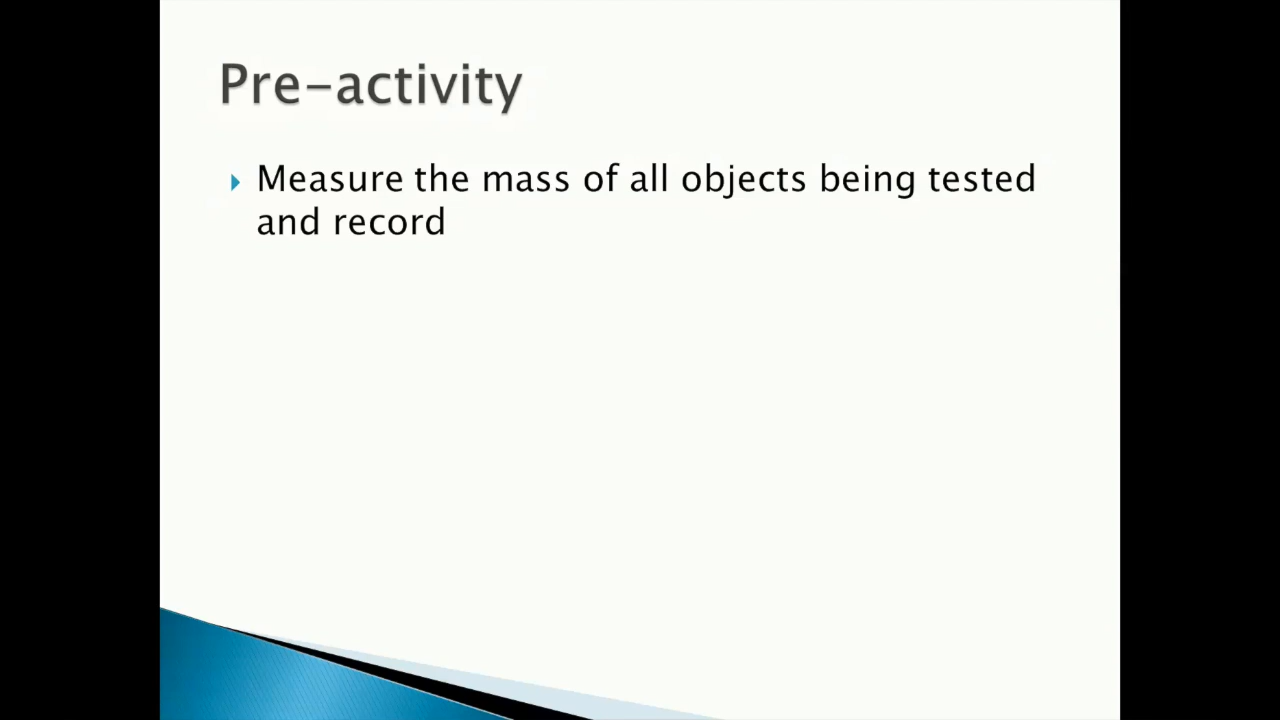 Pre-activity
Measure the mass of all objects being tested
and record